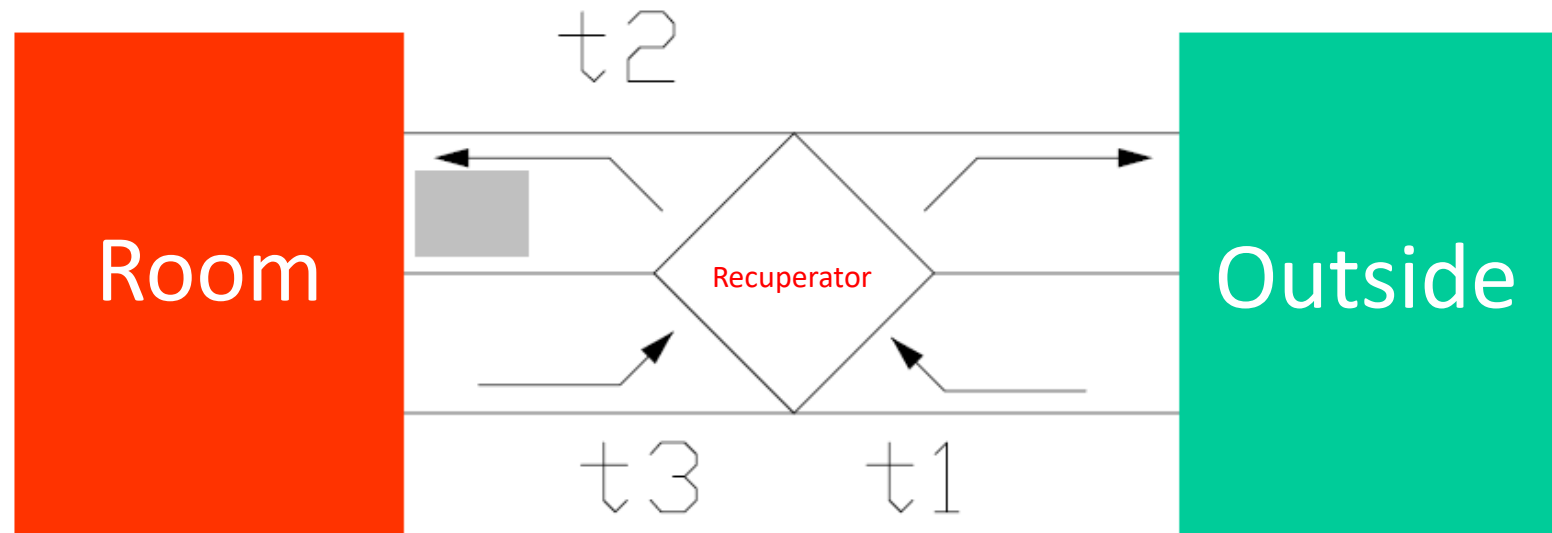 t2
Room
Recuperator
Outside
t3
t1